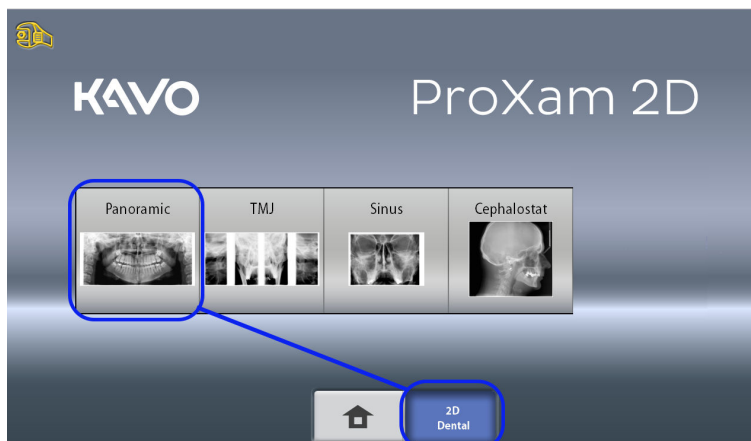 KAVO
ProXam 2D
Panoramic
TMJ
Sinus
Cephalostat
2D
Dental